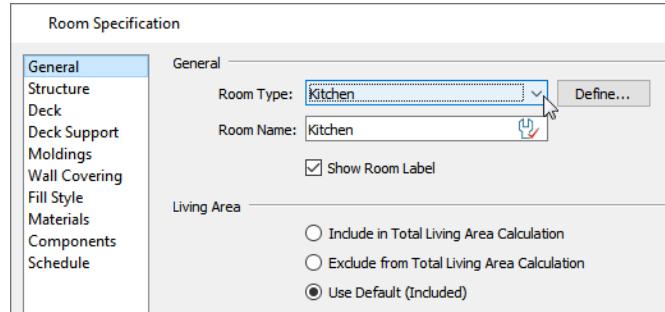 Room Specification
General
Structure
Deck
Deck Support
Moldings
Wall Covering
Fill Style
Materials
Components
Schedule
General
Room Type: Kitchen Define...
Room Name: Kitchen
Show Room Label
Living Area
Include in Total Living Area Calculation
Exclude from Total Living Area Calculation
Use Default (Included)